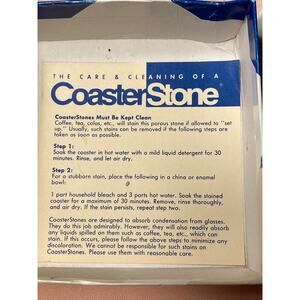 THE CARE & CLEANING OF A
CoasterStone®
CoasterStones Must Be Kept Clean
Coffee, tea, colas, etc., will stain this porous stone if allowed to "set
up." Usually, such stains can be removed if the following steps are
taken as soon as possible.
Step 1:
Soak the coaster in hot water with a mild liquid detergent for 30
minutes. Rinse, and let air dry.
Step 2:
For a stubborn stain, place the following in a china or enamel
bowl:
1 part household bleach and 3 parts hot water. Soak the stained
coaster for a maximum of 30 minutes. Remove, rinse thoroughly,
and air dry. If the stain persists, repeat step two.
CoasterStones are designed to absorb condensation from glasses.
They do this job admirably. However, they will also readily absorb
any liquids spilled on them such as coffee, tea, etc., which can
stain. If this occurs, please follow the above steps to minimize any
discoloration. We cannot be responsible for such stains on
CoasterStones. Please use them with reasonable care.